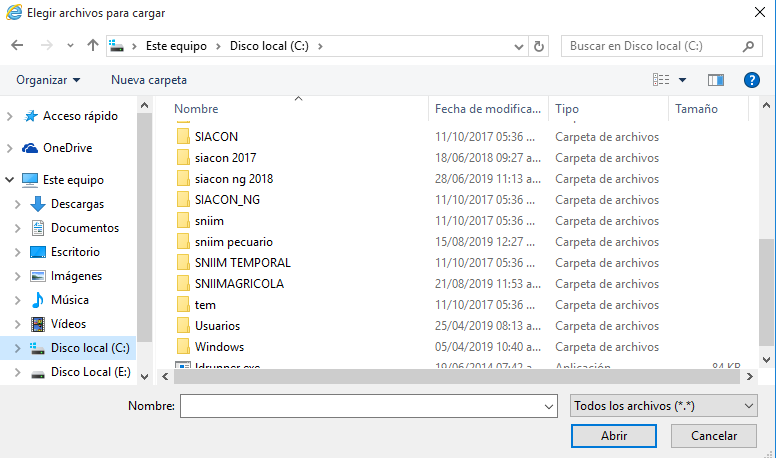 Elegir archivos para cargar
Este equipo Disco local (C:)
Buscar en Disco local (C:)
Organizar Nueva carpeta
Acceso rápido
OneDrive
Este equipo
Descargas
Documentos
Escritorio
Imágenes
Música
Vídeos
Disco local (C:)
Disco Local (E:)
Nombre Fecha de modifica... Tipo Tamaño
SIACON 11/10/2017 05:36 ... Carpeta de archivos
siacon 2017 18/06/2018 09:27 a... Carpeta de archivos
siacon ng 2018 28/06/2019 11:13 a... Carpeta de archivos
SIACON_NG 11/10/2017 05:36 ... Carpeta de archivos
sniim 11/10/2017 05:36 ... Carpeta de archivos
sniim pecuario 15/08/2019 12:27 ... Carpeta de archivos
SNIIM TEMPORAL 11/10/2017 05:36 ... Carpeta de archivos
SNIIMAGRICOLA 21/08/2019 11:53 a... Carpeta de archivos
tem 11/10/2017 05:36 ... Carpeta de archivos
Usuarios 25/04/2019 08:13 a... Carpeta de archivos
Windows 05/04/2019 10:40 a... Carpeta de archivos
ldrunner.exe 19/06/2014 07:42 a... Aplicación 84 KB
Nombre: Todos los archivos (*.*)
Abrir Cancelar